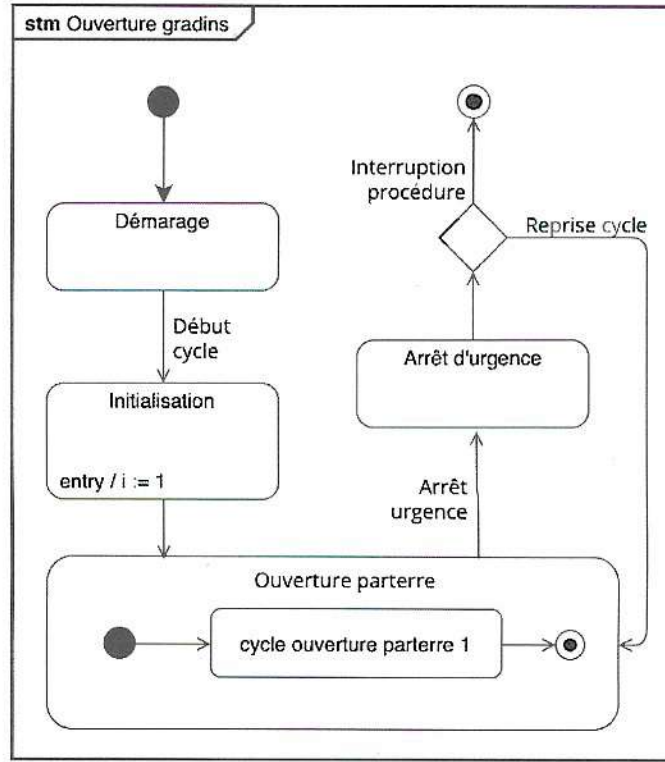 stm Ouverture gradins
Démarage
Début
cycle
Initialisation
entry / i := 1
Interruption
procédure
Reprise cycle
Arrêt d'urgence
Arrêt
urgence
Ouverture parterre
cycle ouverture parterre 1